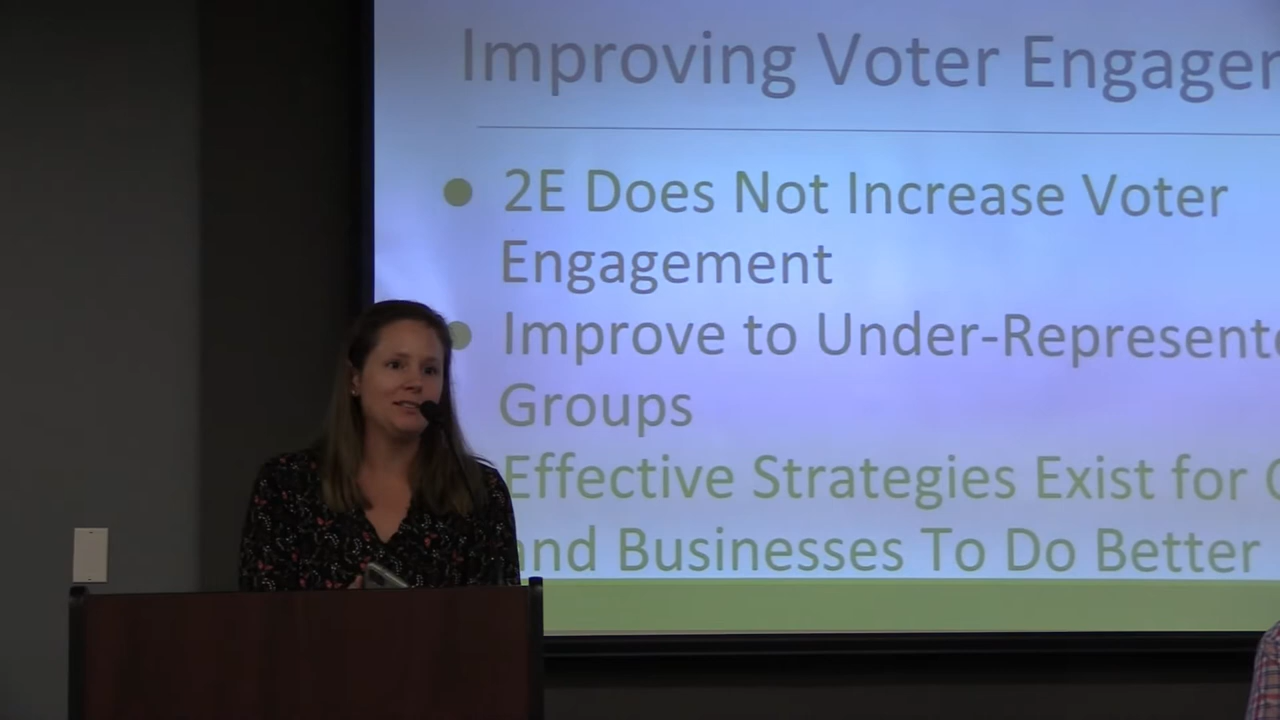 Improving Voter Engagem
2E Does Not Increase Voter
Engagement
Improve to Under-Represente
Groups
Effective Strategies Exist for
and Businesses To Do Better